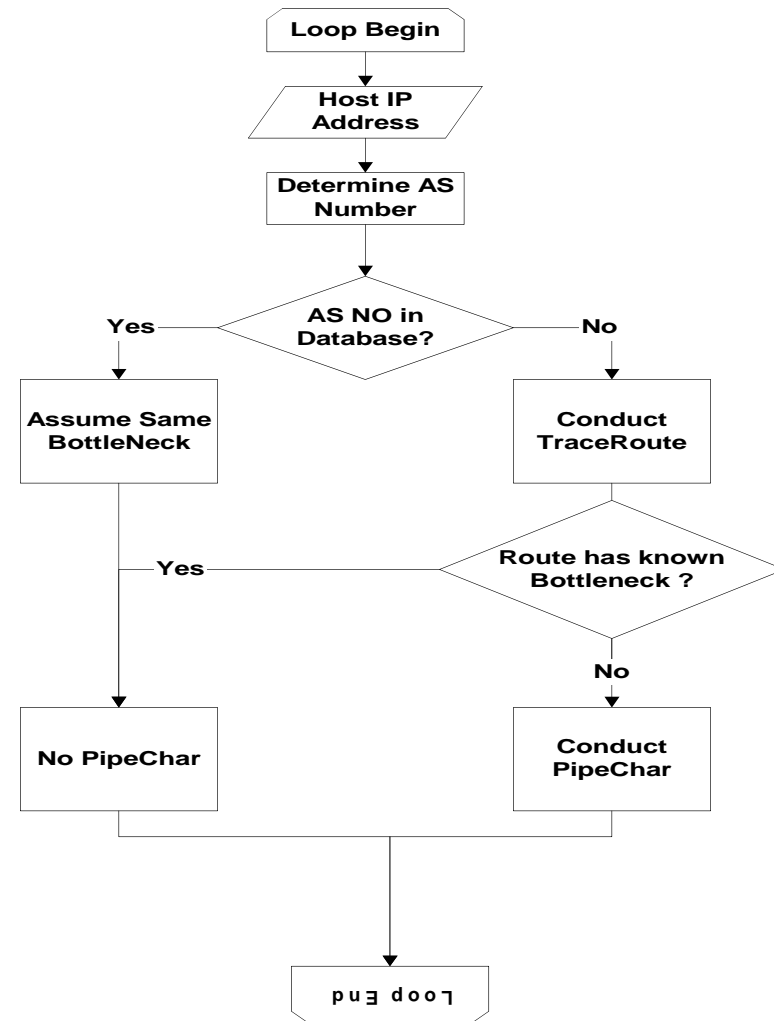 Loop Begin
Host IP
Address
Determine AS
Number
AS NO in
Database?
Yes
No
Assume Same
BottleNeck
Conduct
TraceRoute
Route has known
Bottleneck ?
Yes
No
No PipeChar
Conduct
PipeChar
Loop End